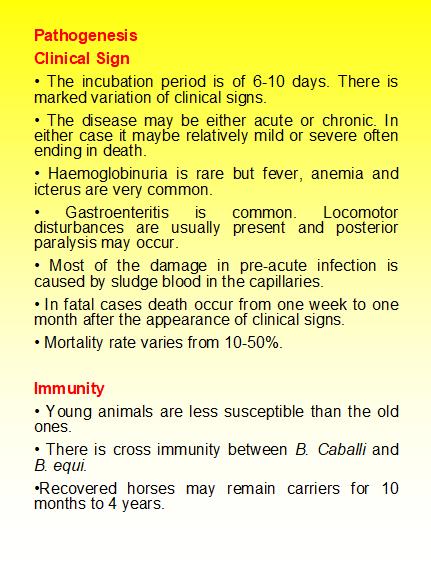 Pathogenesis
Clinical Sign
• The incubation period is of 6-10 days. There is
marked variation of clinical signs.
• The disease may be either acute or chronic. In
either case it maybe relatively mild or severe often
ending in death.
• Haemoglobinuria is rare but fever, anemia and
icterus are very common.
• Gastroenteritis is common. Locomotor
disturbances are usually present and posterior
paralysis may occur.
• Most of the damage in pre-acute infection is
caused by sludge blood in the capillaries.
• In fatal cases death occur from one week to one
month after the appearance of clinical signs.
• Mortality rate varies from 10-50%.
Immunity
• Young animals are less susceptible than the old
ones.
• There is cross immunity between B. Caballi and
B. equi.
•Recovered horses may remain carriers for 10
months to 4 years.